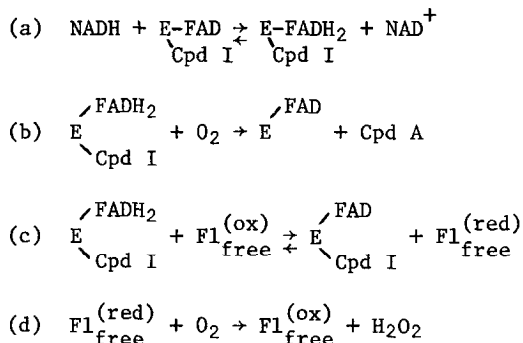 (a) NADH + E-FAD ⇄ E-FADH₂ + NAD⁺
Cpd I Cpd I
FADH₂ FAD
(b) E + O₂ → E + Cpd A
Cpd I
FADH₂ FAD
(c) E + Fl(ox)free ⇄ E + Fl(red)free
Cpd I Cpd I
(d) Fl(red)free + O₂ → Fl(ox)free + H₂O₂